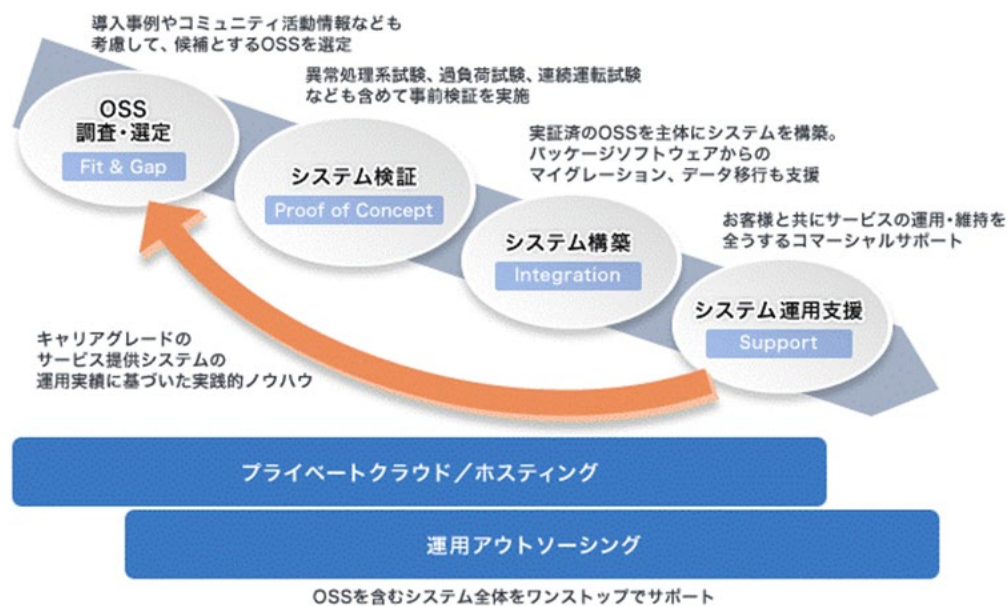 導入事例やコミュニティ活動情報なども
考慮して、候補とするOSSを選定
OSS
調査・選定
Fit & Gap
異常処理系試験、過負荷試験、連続運転試験
なども含めて事前検証を実施
システム検証
Proof of Concept
実証済のOSSを主体にシステムを構築。
パッケージソフトウェアからの
マイグレーション、データ移行も支援
システム構築
Integration
お客様と共にサービスの運用・維持を
全うするコマーシャルサポート
システム運用支援
Support
キャリアグレードの
サービス提供システムの
運用実績に基づいた実践的ノウハウ
プライベートクラウド／ホスティング
運用アウトソーシング
OSSを含むシステム全体をワンストップでサポート